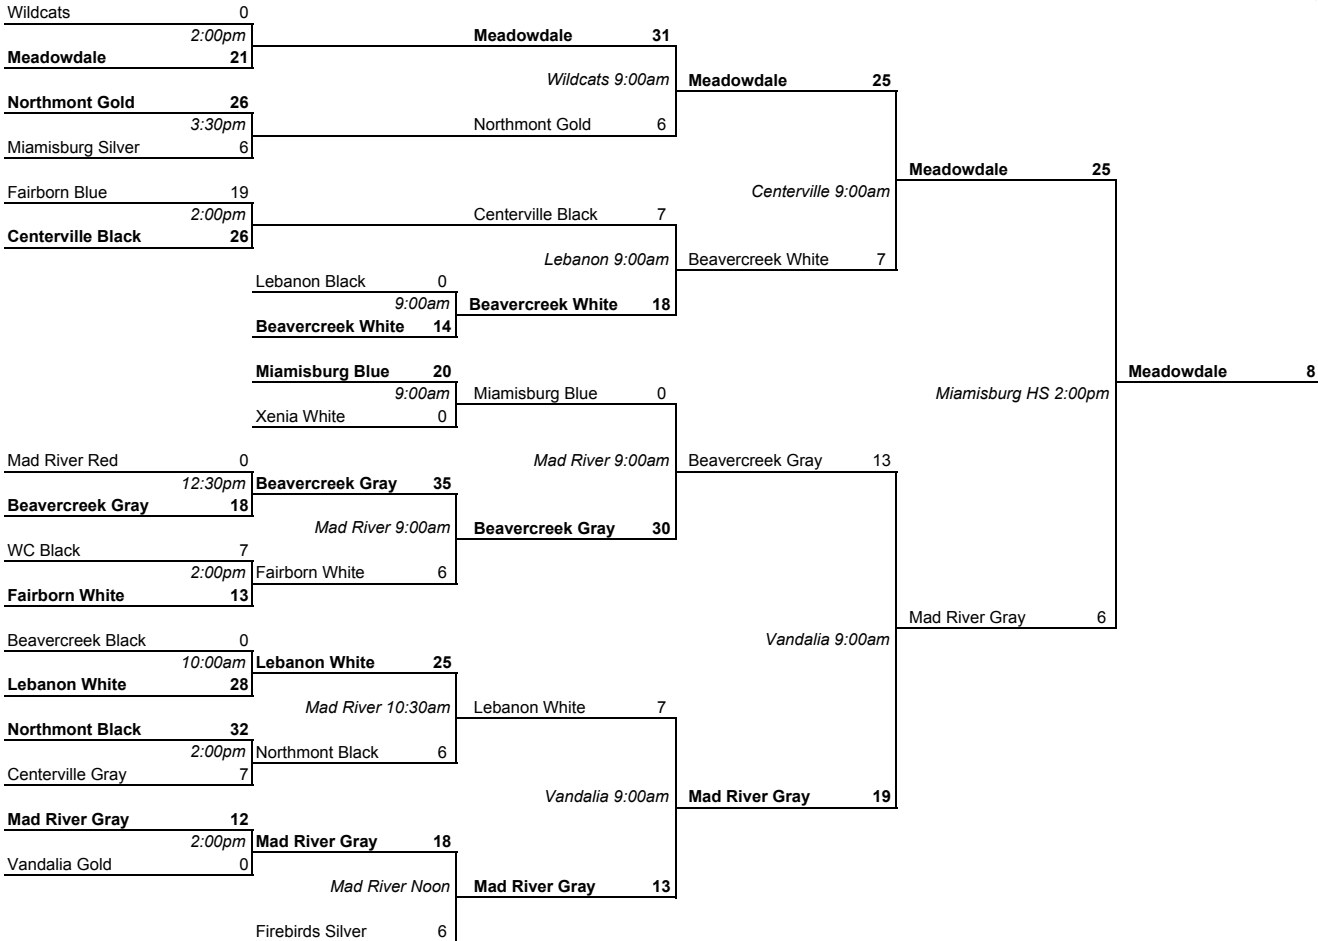 Wildcats 0
2:00pm
Meadowdale 31
Meadowdale 21
Wildcats 9:00am
Meadowdale 25
Northmont Gold 26
3:30pm
Northmont Gold 6
Miamisburg Silver 6
Meadowdale 25
Fairborn Blue 19
Centerville 9:00am
2:00pm
Centerville Black 7
Centerville Black 26
Lebanon 9:00am
Beavercreek White 7
Lebanon Black 0
9:00am
Beavercreek White 18
Beavercreek White 14
Miamisburg Blue 20
Meadowdale 8
9:00am
Miamisburg Blue 0
Miamisburg HS 2:00pm
Xenia White 0
Mad River Red 0
Mad River 9:00am
Beavercreek Gray 13
12:30pm
Beavercreek Gray 35
Beavercreek Gray 18
Mad River 9:00am
Beavercreek Gray 30
WC Black 7
2:00pm
Fairborn White 6
Fairborn White 13
Mad River Gray 6
Beavercreek Black 0
Vandalia 9:00am
10:00am
Lebanon White 25
Lebanon White 28
Mad River 10:30am
Lebanon White 7
Northmont Black 32
2:00pm
Northmont Black 6
Centerville Gray 7
Vandalia 9:00am
Mad River Gray 19
Mad River Gray 12
2:00pm
Mad River Gray 18
Vandalia Gold 0
Mad River Noon
Mad River Gray 13
Firebirds Silver 6